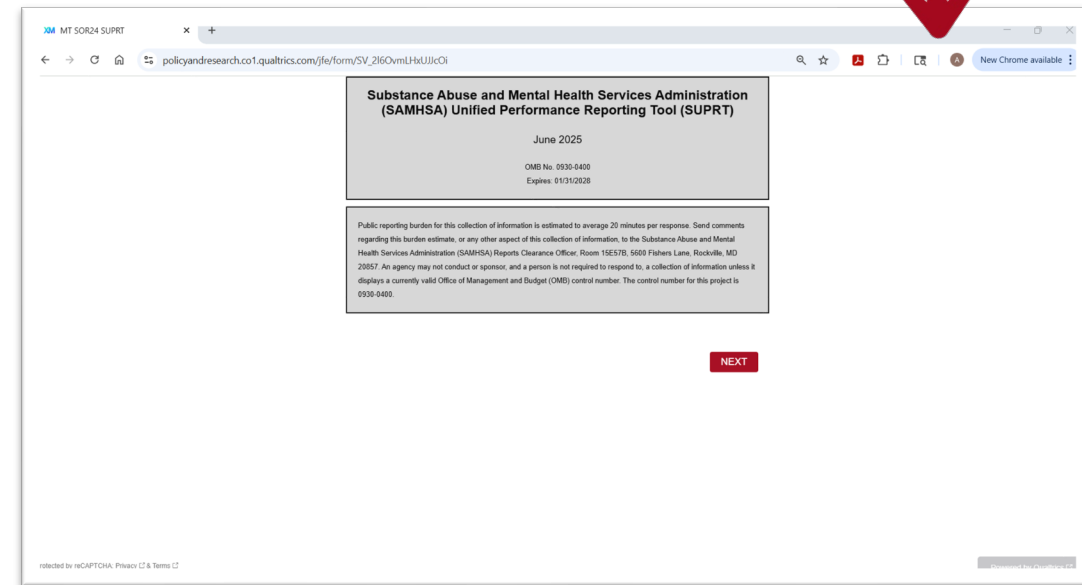 XM MT SOR24 SUPRT
policyandresearch.co1.qualtrics.com/jfe/form/SV_2l6OvmLHxUJJcOi
A
New Chrome available
Substance Abuse and Mental Health Services Administration
(SAMHSA) Unified Performance Reporting Tool (SUPRT)
June 2025
OMB No. 0930-0400
Expires: 01/31/2028
Public reporting burden for this collection of information is estimated to average 20 minutes per response. Send comments
regarding this burden estimate, or any other aspect of this collection of information, to the Substance Abuse and Mental
Health Services Administration (SAMHSA) Reports Clearance Officer, Room 15E57B, 5600 Fishers Lane, Rockville, MD
20857. An agency may not conduct or sponsor, and a person is not required to respond to, a collection of information unless it
displays a currently valid Office of Management and Budget (OMB) control number. The control number for this project is
0930-0400.
NEXT
rotected by reCAPTCHA: Privacy & Terms
Powered by Qualtrics